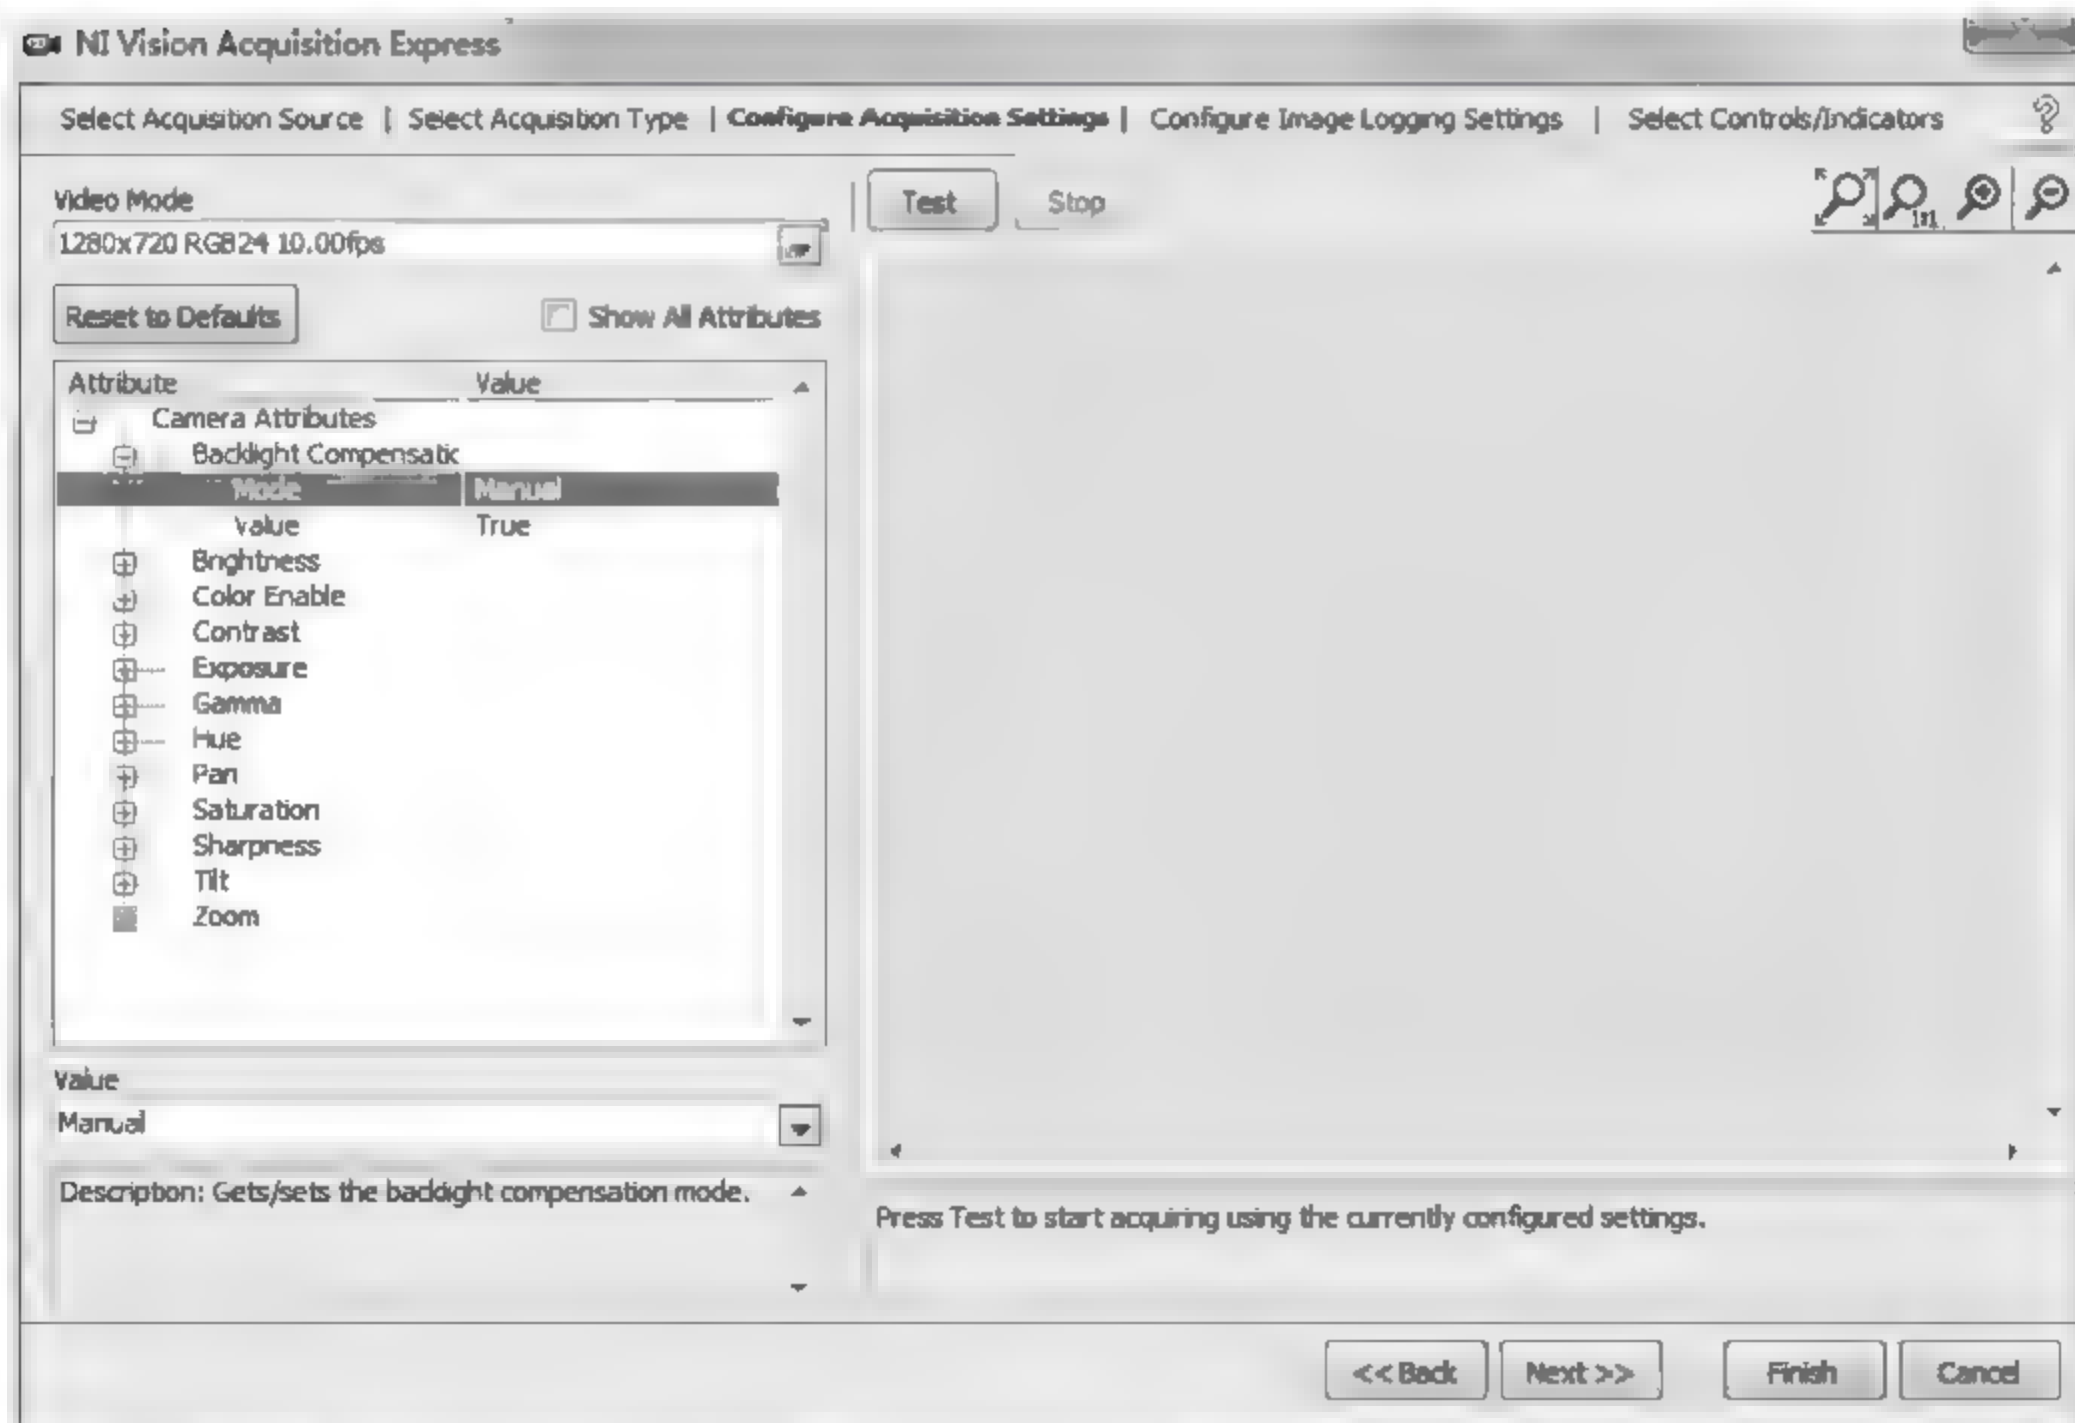 NI Vision Acquisition Express
Select Acquisition Source | Select Acquisition Type | Configure Acquisition Settings | Configure Image Logging Settings | Select Controls/Indicators
Video Mode
1280x720 RGB24 10.00fps
Test
Stop
1:1
Reset to Defaults
Show All Attributes
Attribute Value
Camera Attributes
Backlight Compensatic
Mode Manual
Value True
Brightness
Color Enable
Contrast
Exposure
Gamma
Hue
Pan
Saturation
Sharpness
Tilt
Zoom
Value
Manual
Description: Gets/sets the backlight compensation mode.
Press Test to start acquiring using the currently configured settings.
<< Back Next >> Finish Cancel